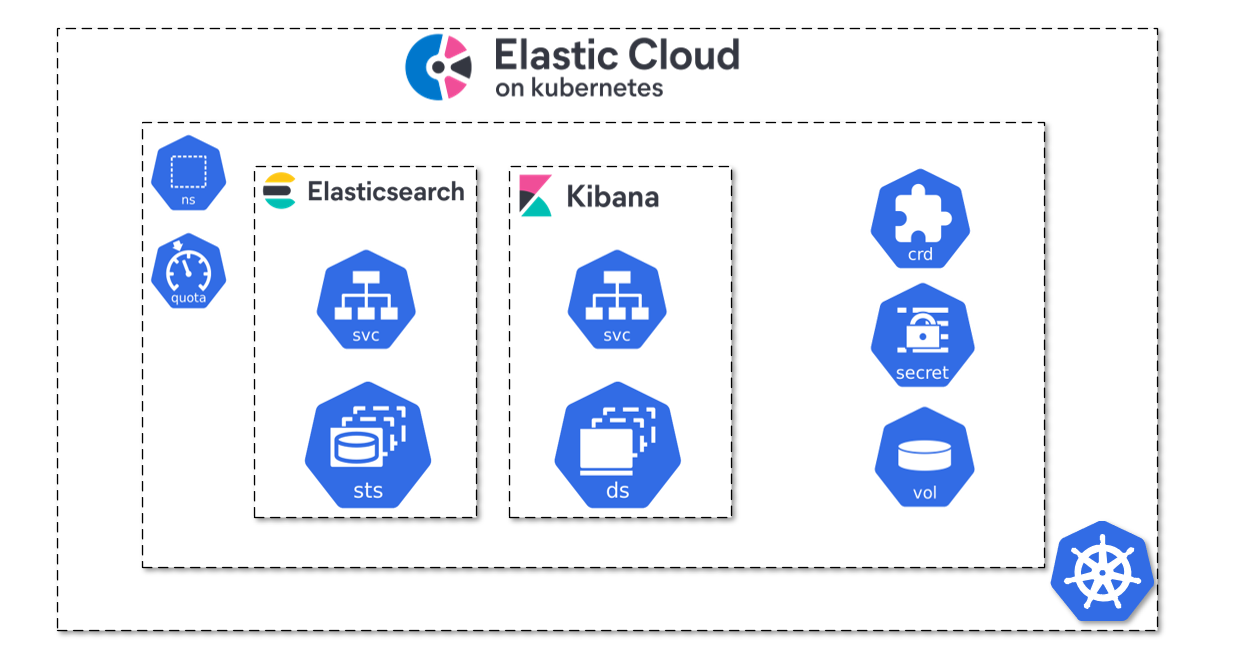 Elastic Cloud
on kubernetes
ns
quota
Elasticsearch
svc
sts
Kibana
svc
ds
crd
secret
vol